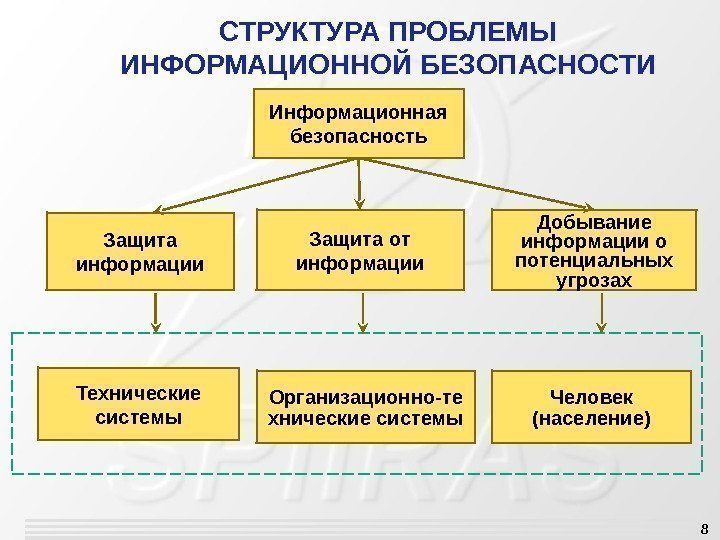 СТРУКТУРА ПРОБЛЕМЫ
ИНФОРМАЦИОННОЙ БЕЗОПАСНОСТИ
Информационная
безопасность
Защита
информации
Защита от
информации
Добывание
информации о
потенциальных
угрозах
Технические
системы
Организационно-те
хнические системы
Человек
(население)
SPIIRAS
8